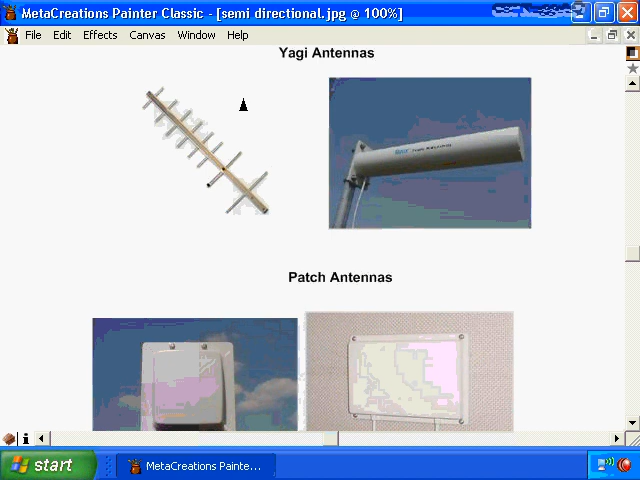 MetaCreations Painter Classic - [semi directional.jpg @ 100%]
File Edit Effects Canvas Window Help
Yagi Antennas
Patch Antennas
start
MetaCreations Painte...